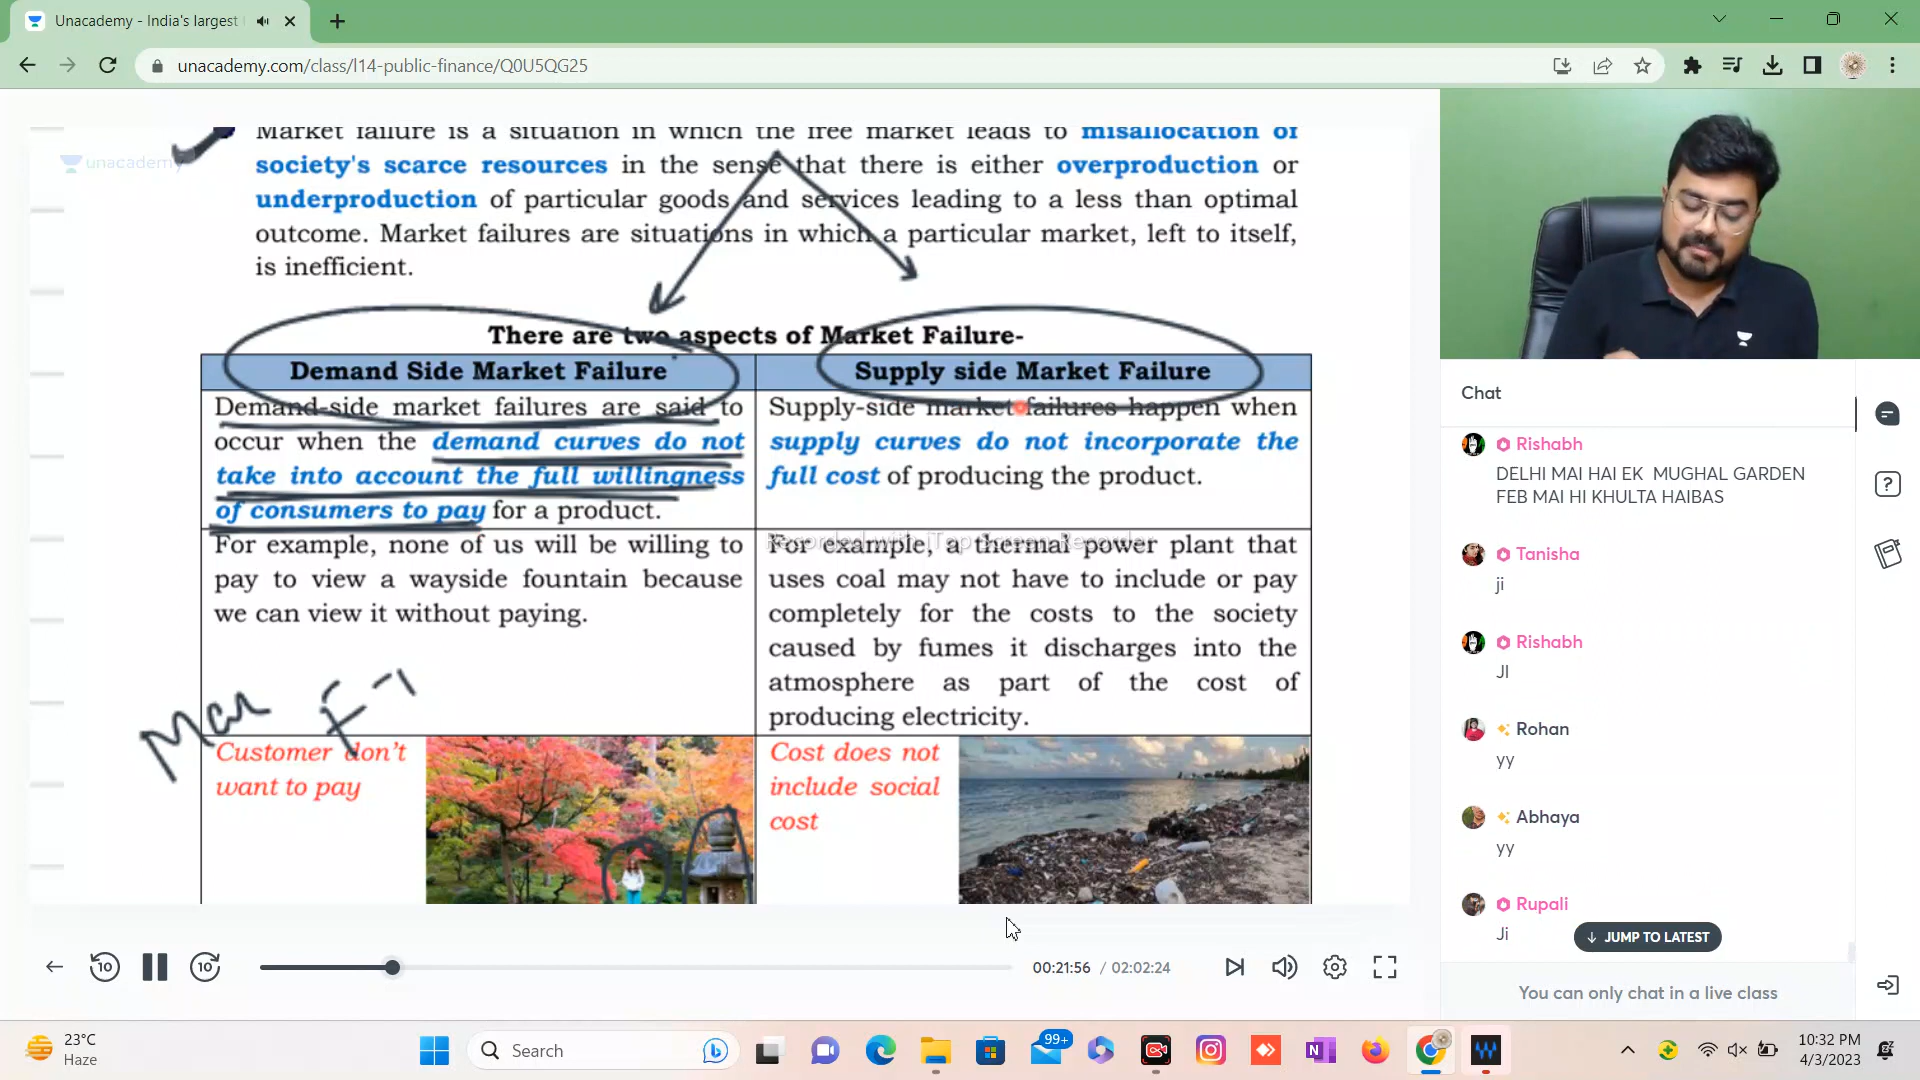 Unacademy - India's largest
unacademy.com/class/l14-public-finance/Q0U5QG25
unacademy
Market failure is a situation in which the free market leads to misallocation of
society's scarce resources in the sense that there is either overproduction or
underproduction of particular goods and services leading to a less than optimal
outcome. Market failures are situations in which a particular market, left to itself,
is inefficient.
There are two aspects of Market Failure-
Demand Side Market Failure
Demand-side market failures are said to
occur when the demand curves do not
take into account the full willingness
of consumers to pay for a product.
Supply side Market Failure
Supply-side market failures happen when
supply curves do not incorporate the
full cost of producing the product.
For example, none of us will be willing to
pay to view a wayside fountain because
we can view it without paying.
For example, a thermal power plant that
uses coal may not have to include or pay
completely for the costs to the society
caused by fumes it discharges into the
atmosphere as part of the cost of
producing electricity.
Recorded with iTop Screen Recorder
Customer don't
want to pay
Cost does not
include social
cost
10
10
00:21:56 / 02:02:24
Chat
Rishabh
DELHI MAI HAI EK MUGHAL GARDEN
FEB MAI HI KHULTA HAIBAS
Tanisha
ji
Rishabh
JI
Rohan
yy
Abhaya
yy
Rupali
Ji
JUMP TO LATEST
You can only chat in a live class
23°C
Haze
Search
99+
10:32 PM
4/3/2023